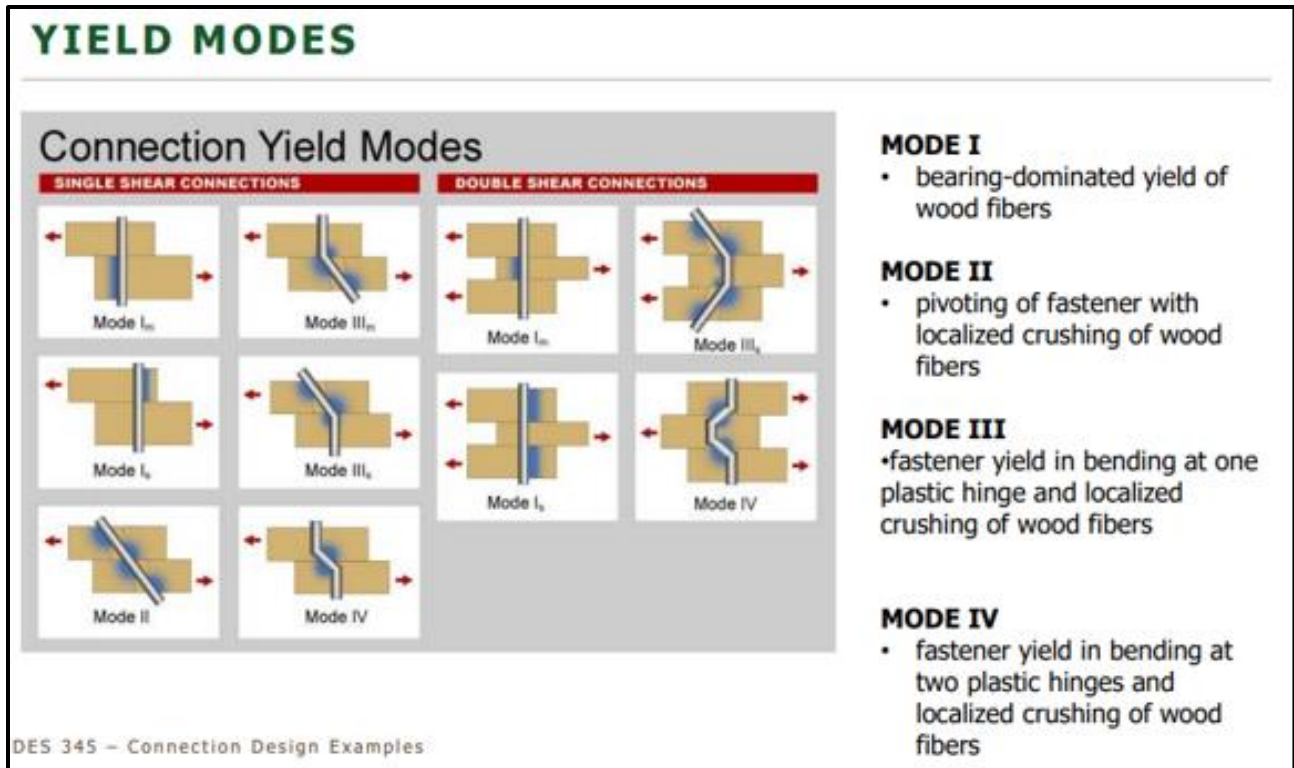 YIELD MODES
Connection Yield Modes
SINGLE SHEAR CONNECTIONS
DOUBLE SHEAR CONNECTIONS
Mode Iₘ
Mode IIIₘ
Mode Iₘ
Mode IIIₛ
Mode Iₛ
Mode IIIₛ
Mode Iₛ
Mode IV
Mode II
Mode IV
MODE I
• bearing-dominated yield of
wood fibers
MODE II
• pivoting of fastener with
localized crushing of wood
fibers
MODE III
•fastener yield in bending at one
plastic hinge and localized
crushing of wood fibers
MODE IV
• fastener yield in bending at
two plastic hinges and
localized crushing of wood
fibers
DES 345 – Connection Design Examples